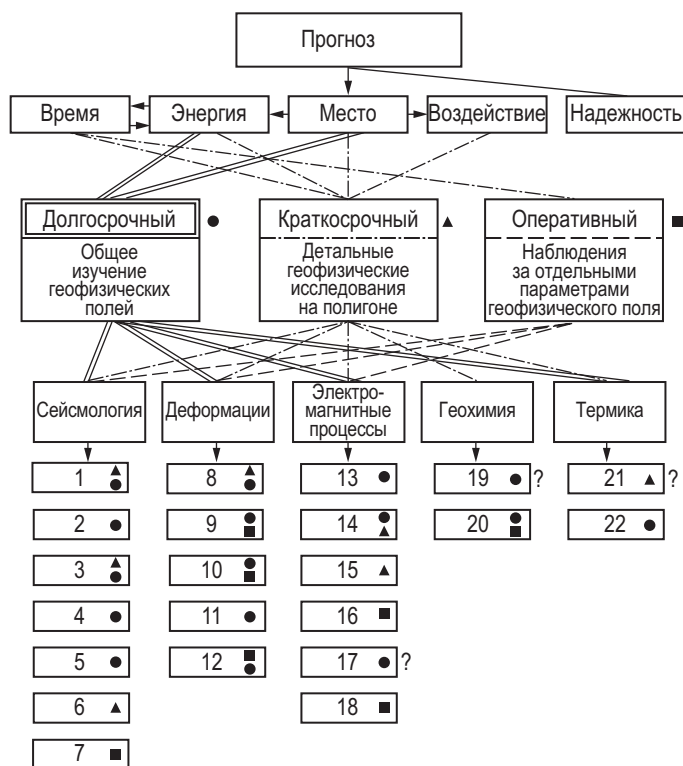 Прогноз
Время
Энергия
Место
Воздействие
Надежность
Долгосрочный
Общее
изучение
геофизических
полей
Краткосрочный
Детальные
геофизические
исследования
на полигоне
Оперативный
Наблюдения
за отдельными
параметрами
геофизического поля
Сейсмология
Деформации
Электро-
магнитные
процессы
Геохимия
Термика
1
2
3
4
5
6
7
8
9
10
11
12
13
14
15
16
17 ?
18
19 ?
20
21 ?
22